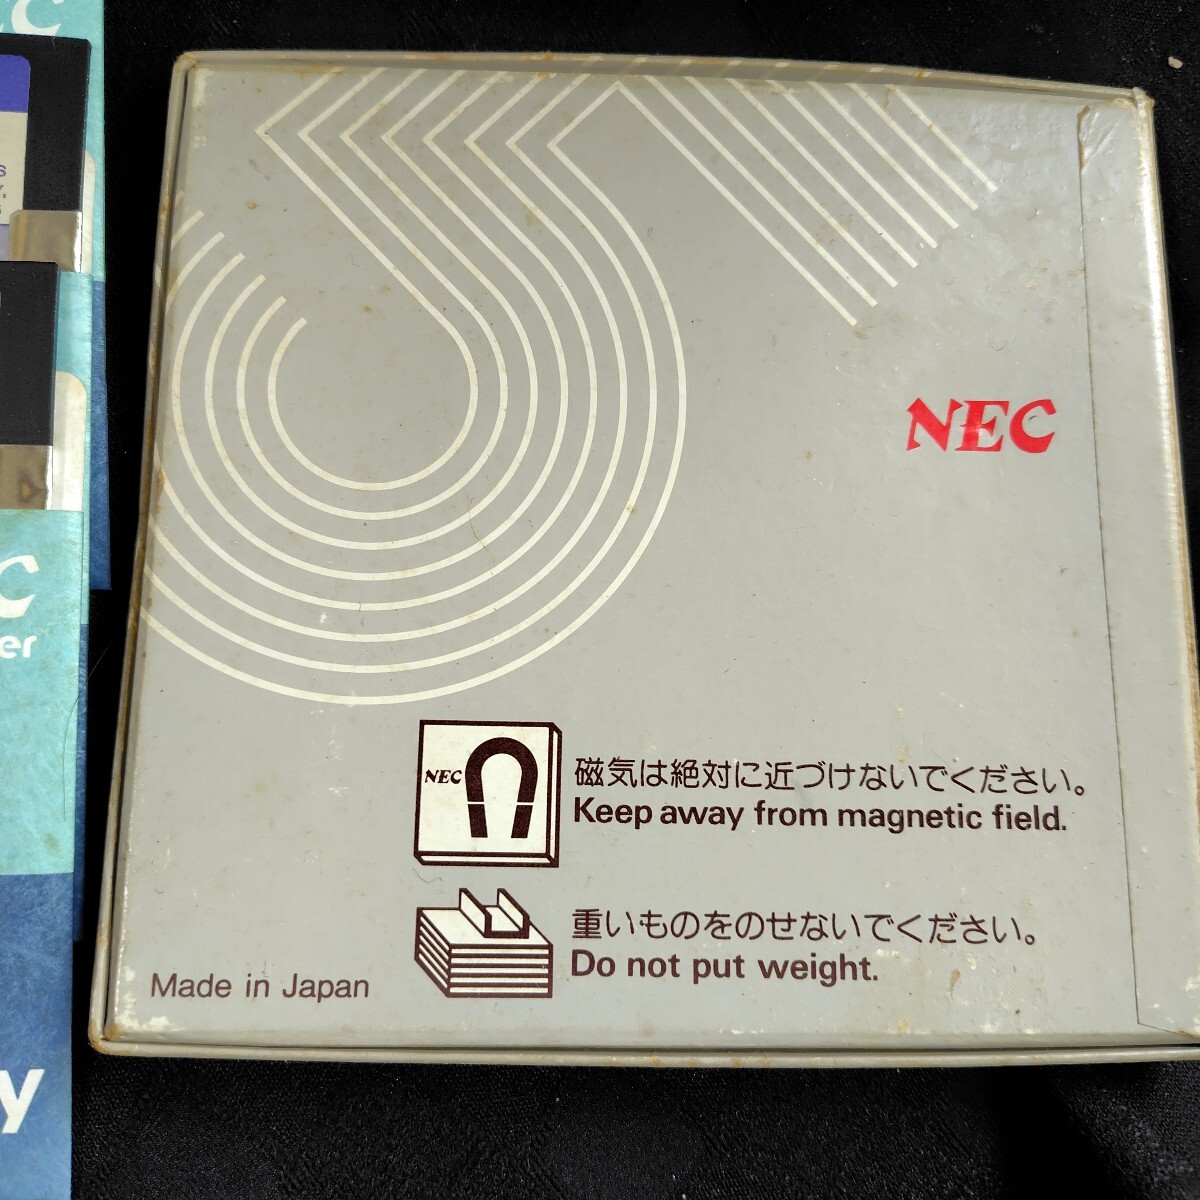 NEC
NEC
磁気は絶対に近づけないでください。
Keep away from magnetic field.
重いものをのせないでください。
Do not put weight.
Made in Japan